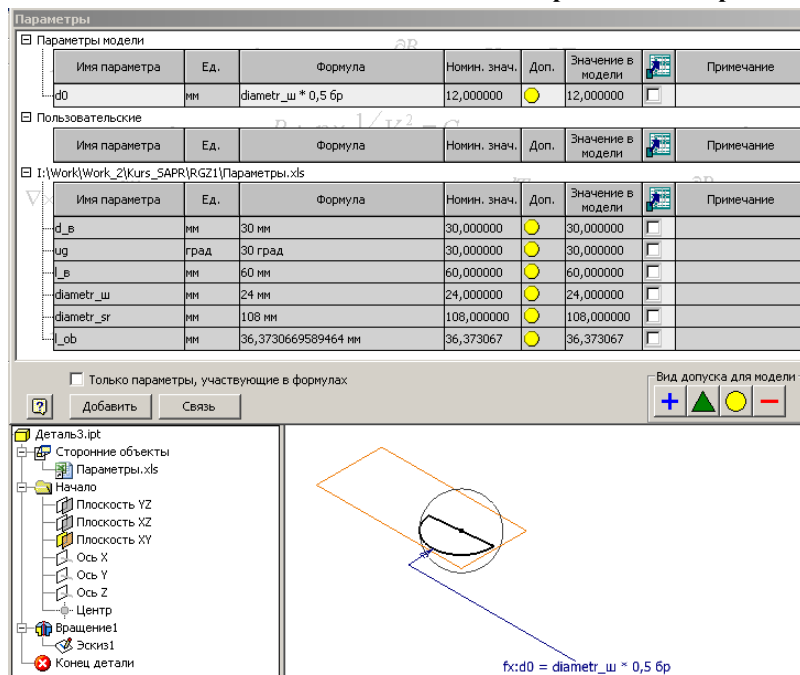 Параметры
Параметры модели
Имя параметра Ед. Формула Номин. знач. Доп. Значение в модели Примечание
d0 мм diametr_ш * 0,5 бр 12,000000 12,000000
Пользовательские
Имя параметра Ед. Формула Номин. знач. Доп. Значение в модели Примечание
I:\Work\Work_2\Kurs_SAPR\RGZ1\Параметры.xls
Имя параметра Ед. Формула Номин. знач. Доп. Значение в модели Примечание
d_в мм 30 мм 30,000000 30,000000
ug град 30 град 30,000000 30,000000
l_в мм 60 мм 60,000000 60,000000
diametr_ш мм 24 мм 24,000000 24,000000
diametr_sr мм 108 мм 108,000000 108,000000
l_ob мм 36,3730669589464 мм 36,373067 36,373067
Только параметры, участвующие в формулах
Вид допуска для модели
Добавить Связь
Деталь3.ipt
Сторонние объекты
Параметры.xls
Начало
Плоскость YZ
Плоскость XZ
Плоскость XY
Ось X
Ось Y
Ось Z
Центр
Вращение1
Эскиз1
Конец детали
fx:d0 = diametr_ш * 0,5 бр